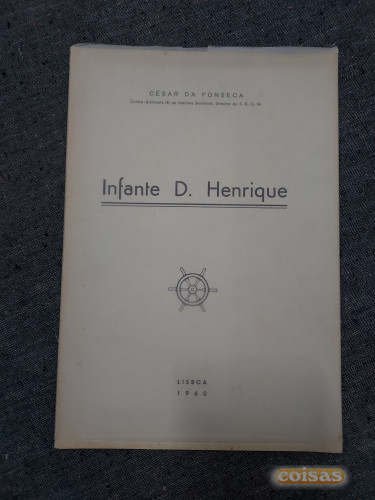 CÉSAR DA FONSECA
Infante D. Henrique
LISBOA
1960
coisas